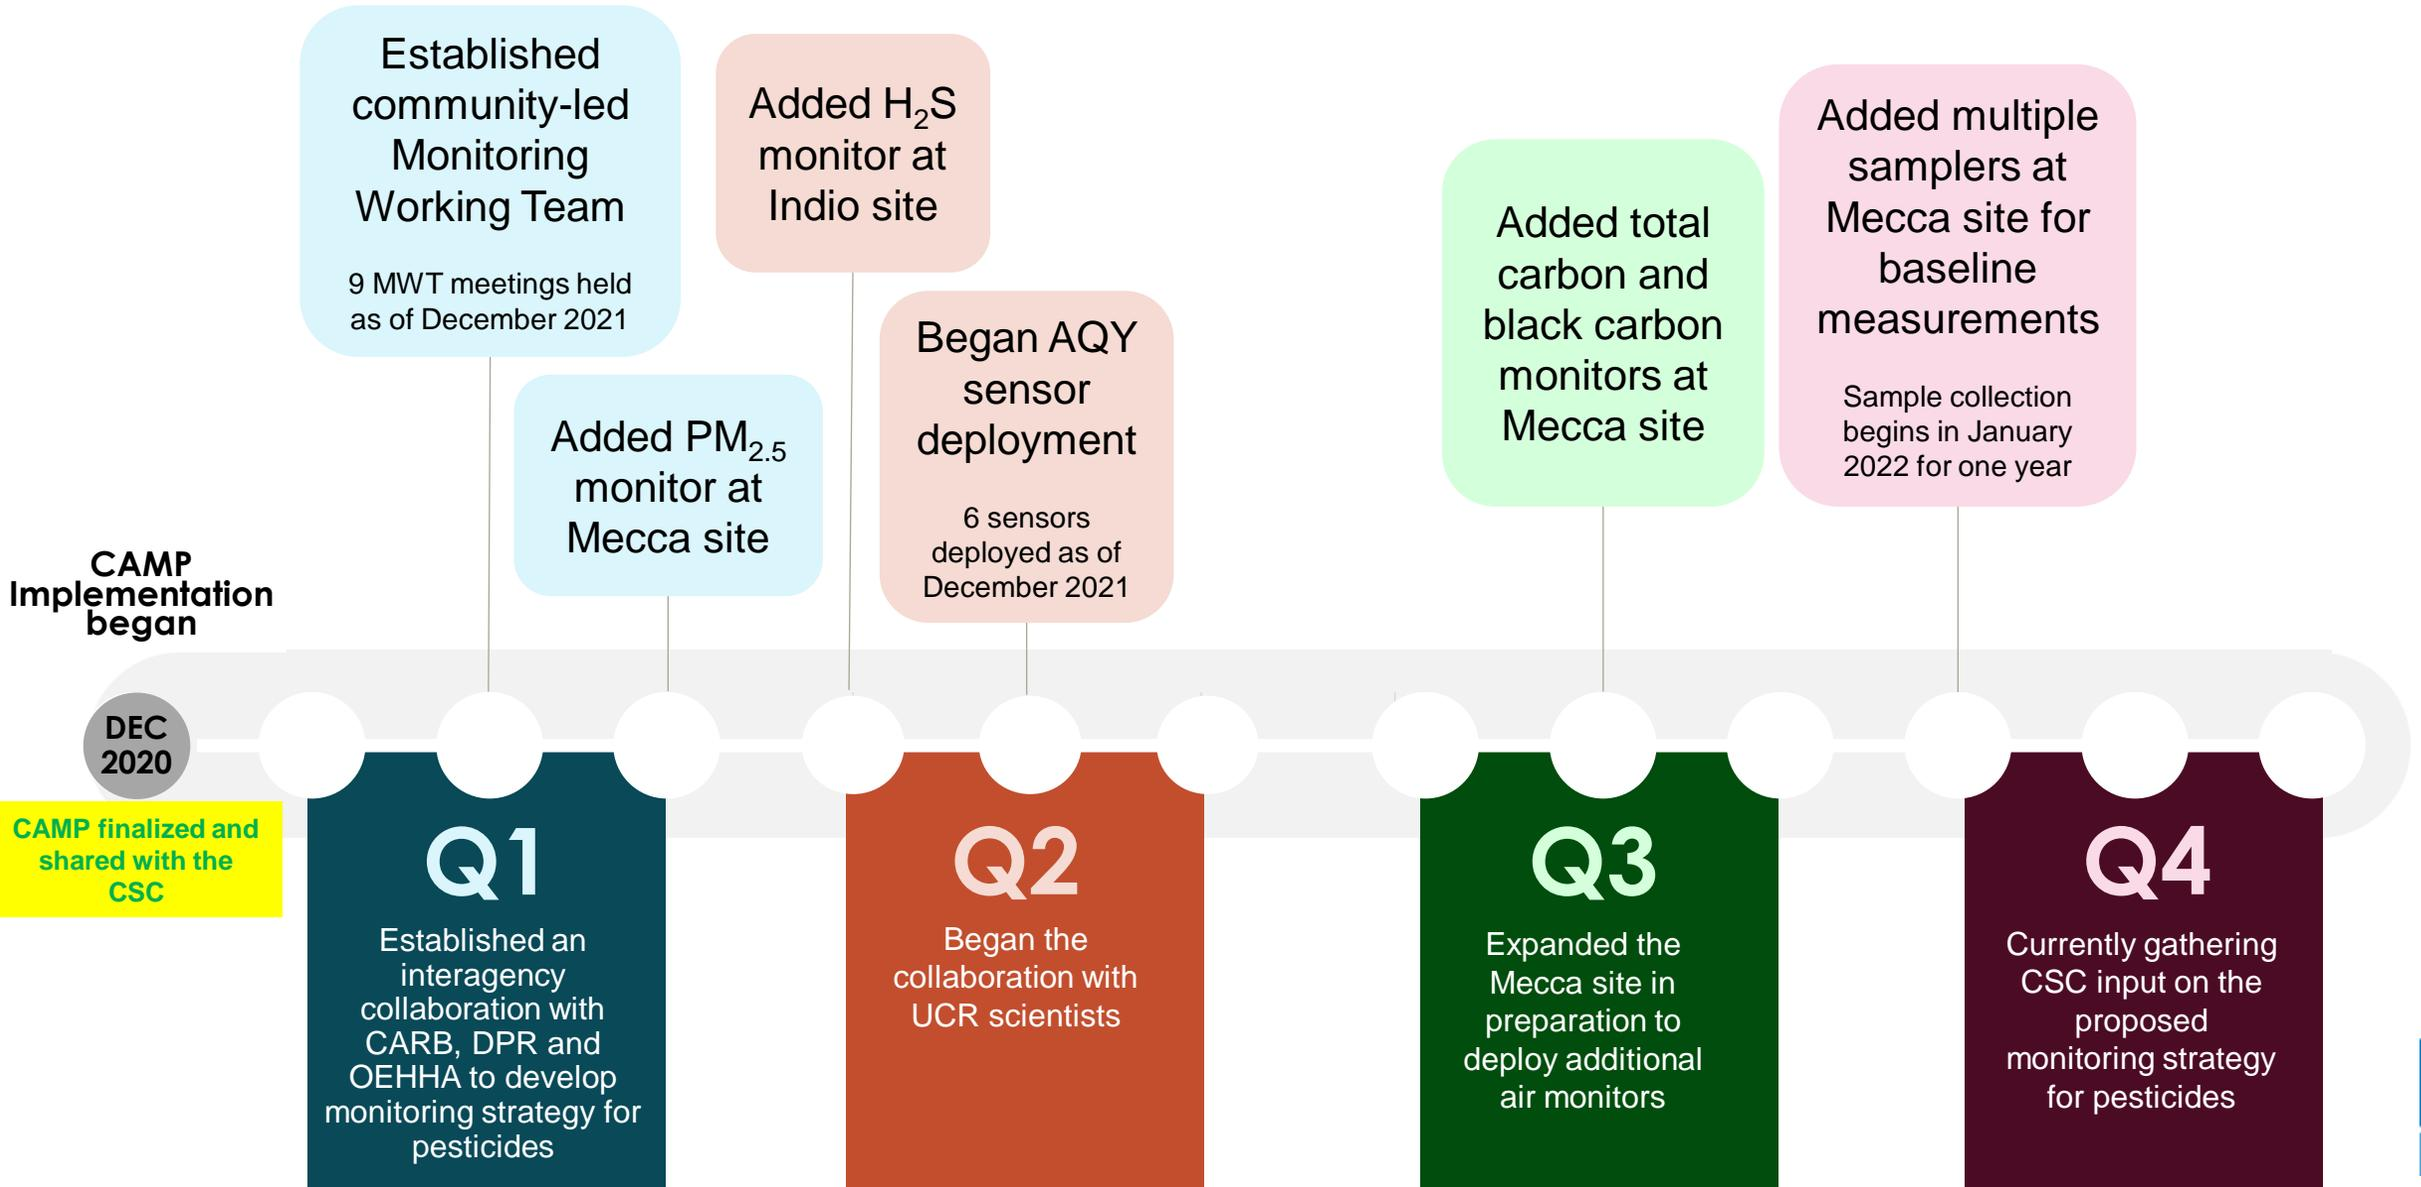 Established
community-led
Monitoring
Working Team
9 MWT meetings held
as of December 2021
Added PM2.5
monitor at
Mecca site
Added H2S
monitor at
Indio site
Began AQY
sensor
deployment
6 sensors
deployed as of
December 2021
Added total
carbon and
black carbon
monitors at
Mecca site
Added multiple
samplers at
Mecca site for
baseline
measurements
Sample collection
begins in January
2022 for one year
CAMP
Implementation
began
DEC
2020
CAMP finalized and
shared with the
CSC
Q1
Established an
interagency
collaboration with
CARB, DPR and
OEHHA to develop
monitoring strategy for
pesticides
Q2
Began the
collaboration with
UCR scientists
Q3
Expanded the
Mecca site in
preparation to
deploy additional
air monitors
Q4
Currently gathering
CSC input on the
proposed
monitoring strategy
for pesticides